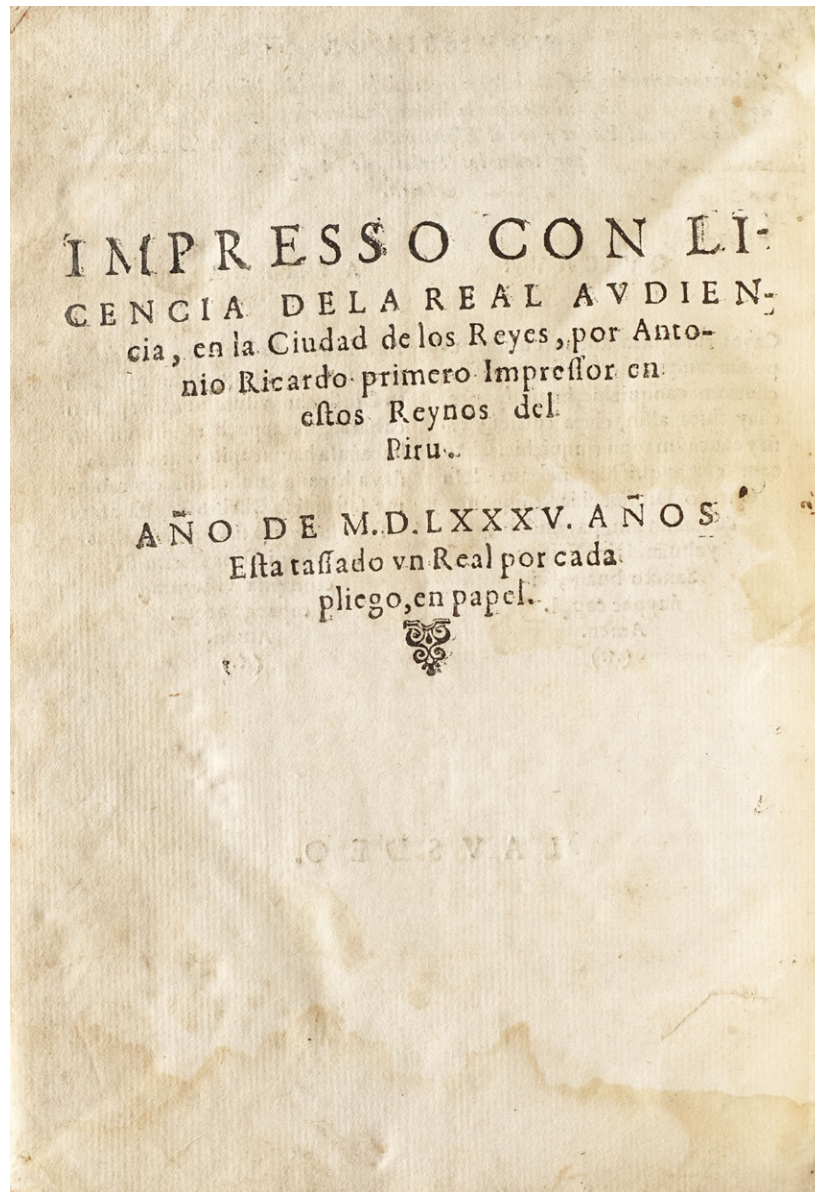 IMPRESSO CON LI-
CENCIA DELA REAL AVDIEN-
cia, en la Ciudad de los Reyes, por Anto-
nio Ricardo primero Impreſſor en
eſtos Reynos del
Piru.
AÑO DE M.D.LXXXV. AÑOS
Eſta taſſado vn Real por cada
pliego, en papel.
LAVS.DEO.